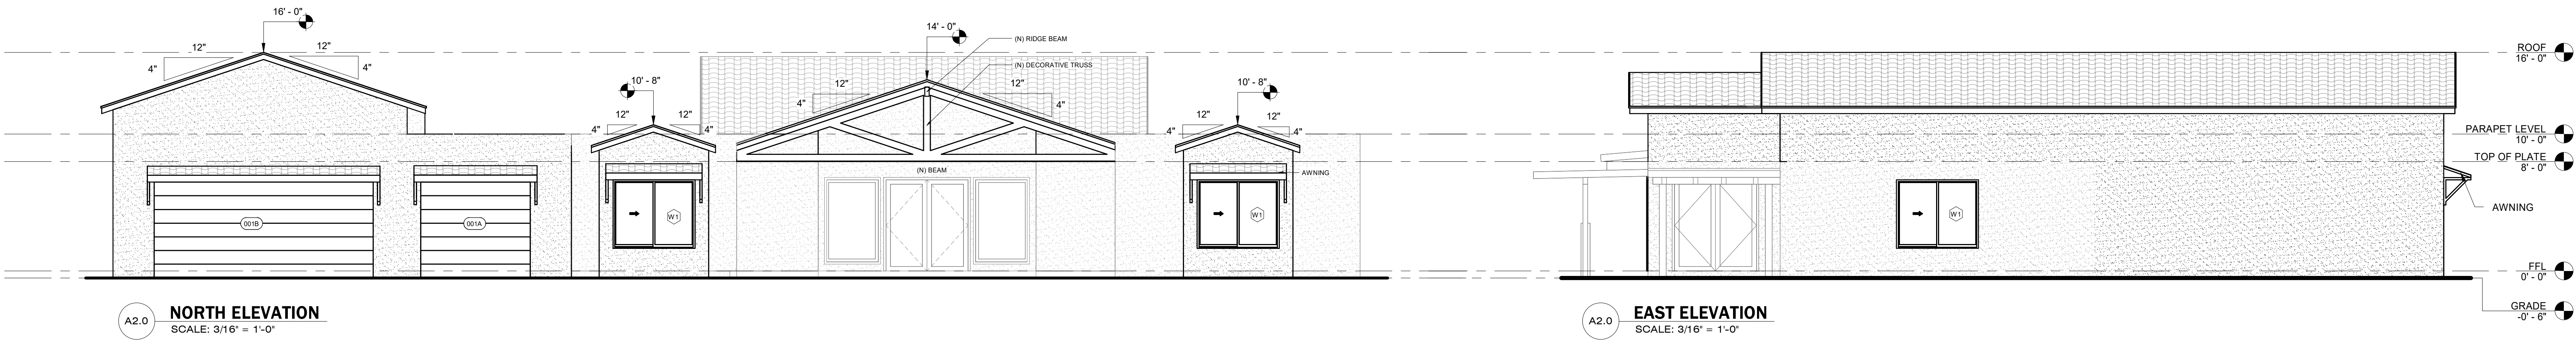 16' - 0"
12"
12"
4"
4"
14' - 0"
(N) RIDGE BEAM
(N) DECORATIVE TRUSS
10' - 8"
12"
12"
4"
4"
12"
12"
4"
4"
10' - 8"
12"
12"
4"
4"
(N) BEAM
AWNING
001B
001A
W1
W1
NORTH ELEVATION
SCALE: 3/16" = 1'-0"
A2.0
ROOF
16' - 0"
PARAPET LEVEL
10' - 0"
TOP OF PLATE
8' - 0"
AWNING
W1
FFL
0' - 0"
GRADE
-0' - 6"
A2.0
EAST ELEVATION
SCALE: 3/16" = 1'-0"